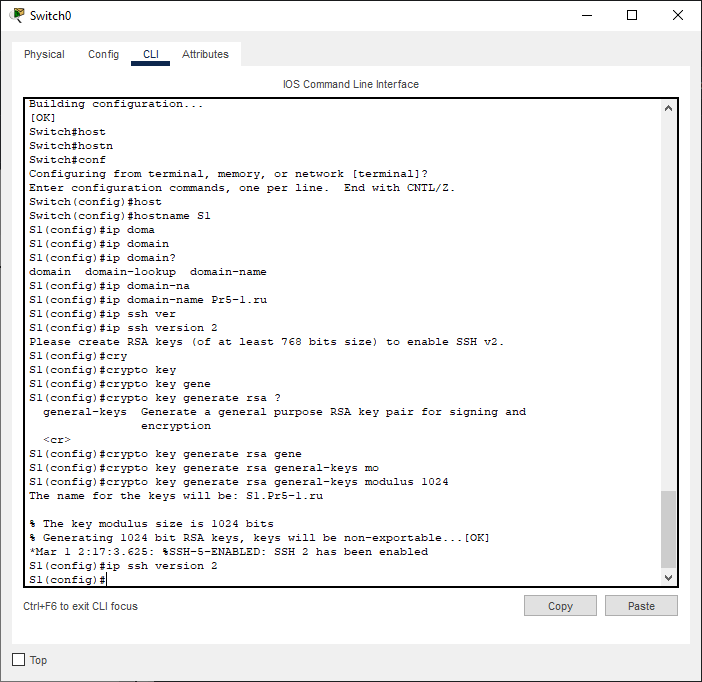 Switch0
Physical Config CLI Attributes
IOS Command Line Interface
Building configuration...
[OK]
Switch#host
Switch#hostn
Switch#conf
Configuring from terminal, memory, or network [terminal]?
Enter configuration commands, one per line.  End with CNTL/Z.
Switch(config)#host
Switch(config)#hostname S1
S1(config)#ip doma
S1(config)#ip domain
S1(config)#ip domain?
domain  domain-lookup  domain-name
S1(config)#ip domain-na
S1(config)#ip domain-name Pr5-1.ru
S1(config)#ip ssh ver
S1(config)#ip ssh version 2
Please create RSA keys (of at least 768 bits size) to enable SSH v2.
S1(config)#cry
S1(config)#crypto key
S1(config)#crypto key gene
S1(config)#crypto key generate rsa ?
  general-keys  Generate a general purpose RSA key pair for signing and
                encryption
  <cr>
S1(config)#crypto key generate rsa gene
S1(config)#crypto key generate rsa general-keys mo
S1(config)#crypto key generate rsa general-keys modulus 1024
The name for the keys will be: S1.Pr5-1.ru
% The key modulus size is 1024 bits
% Generating 1024 bit RSA keys, keys will be non-exportable...[OK]
*Mar 1 2:17:3.625: %SSH-5-ENABLED: SSH 2 has been enabled
S1(config)#ip ssh version 2
S1(config)#
Ctrl+F6 to exit CLI focus
Copy
Paste
Top